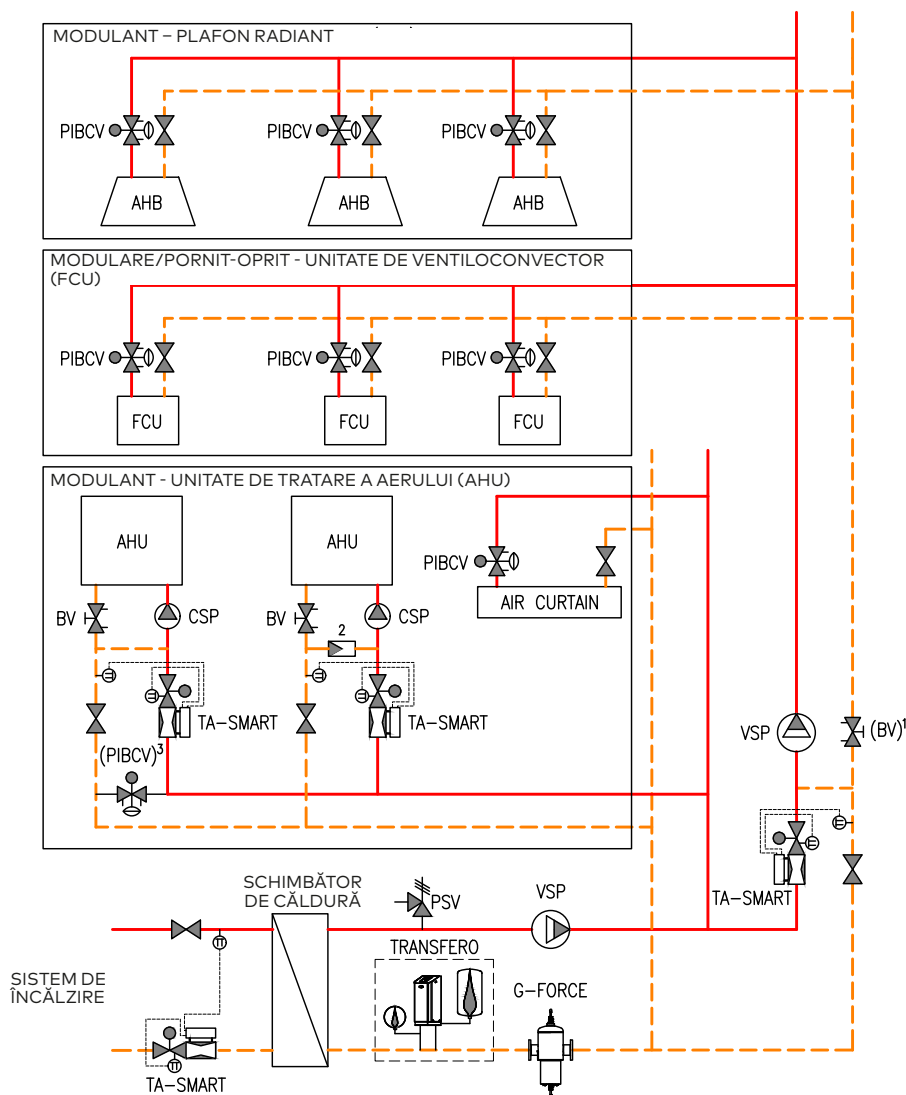 MODULANT – PLAFON RADIANT
PIBCV
PIBCV
PIBCV
AHB
AHB
AHB
MODULARE/PORNIT-OPRIT - UNITATE DE VENTILOCONVECTOR
(FCU)
PIBCV
PIBCV
PIBCV
FCU
FCU
FCU
MODULANT - UNITATE DE TRATARE A AERULUI (AHU)
AHU
AHU
PIBCV
AIR CURTAIN
BV
CSP
BV
2
CSP
TA-SMART
TA-SMART
(PIBCV)³
VSP
(BV)¹
TA-SMART
SCHIMBĂTOR
DE CĂLDURĂ
PSV
VSP
TRANSFERO
G-FORCE
SISTEM DE
ÎNCĂLZIRE
TA-SMART